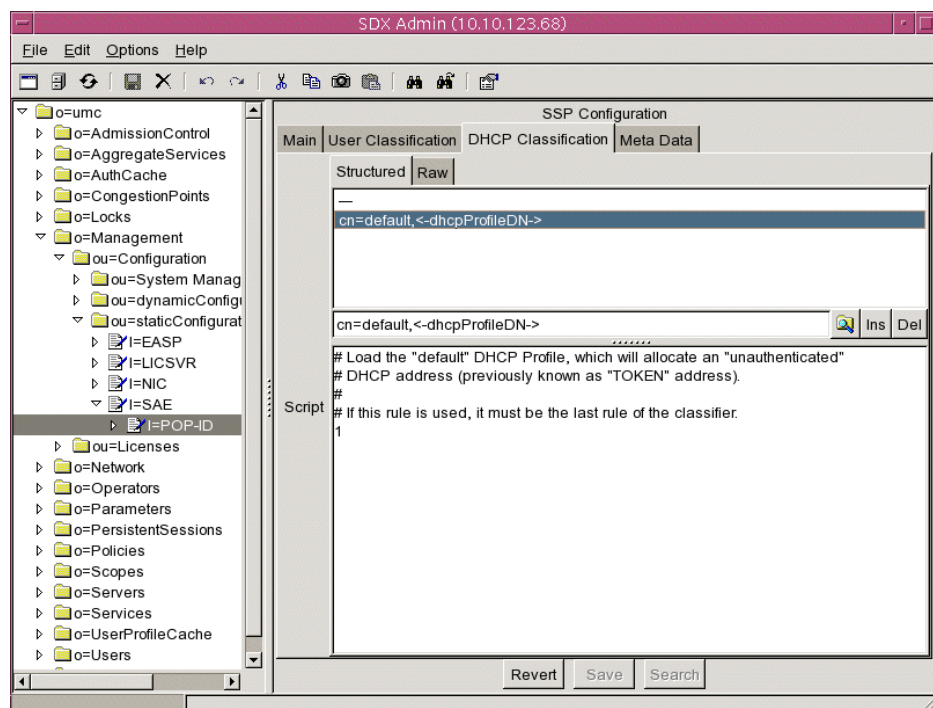 SDX Admin (10.10.123.68)
File Edit Options Help
o=umc
o=AdmissionControl
o=AggregateServices
o=AuthCache
o=CongestionPoints
o=Locks
o=Management
ou=Configuration
ou=System Manag
ou=dynamicConfigu
ou=staticConfigurat
l=EASP
l=LICSVR
l=NIC
l=SAE
l=POP-ID
ou=Licenses
o=Network
o=Operators
o=Parameters
o=PersistentSessions
o=Policies
o=Scopes
o=Servers
o=Services
o=UserProfileCache
o=Users
SSP Configuration
Main User Classification DHCP Classification Meta Data
Structured Raw
—
cn=default,<-dhcpProfileDN->
cn=default,<-dhcpProfileDN-> Ins Del
Script
# Load the "default" DHCP Profile, which will allocate an "unauthenticated"
# DHCP address (previously known as "TOKEN" address).
#
# If this rule is used, it must be the last rule of the classifier.
1
Revert Save Search